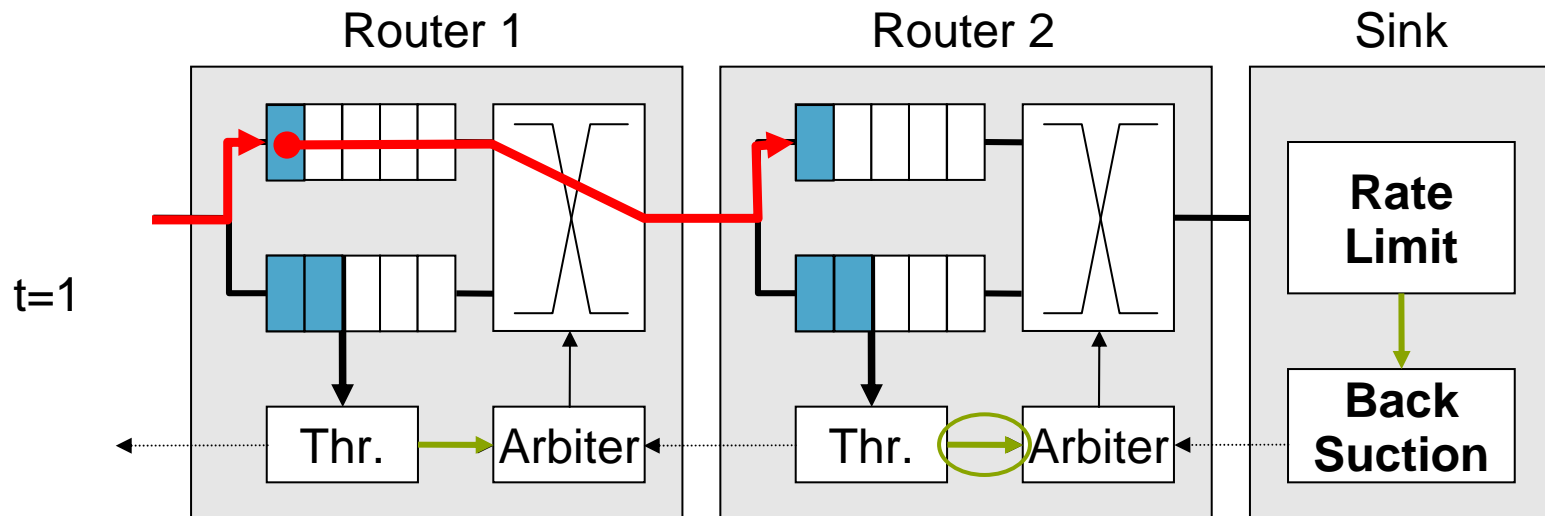 Router 1
Router 2
Sink
t=1
Rate
Limit
Thr.
Arbiter
Thr.
Arbiter
Back
Suction